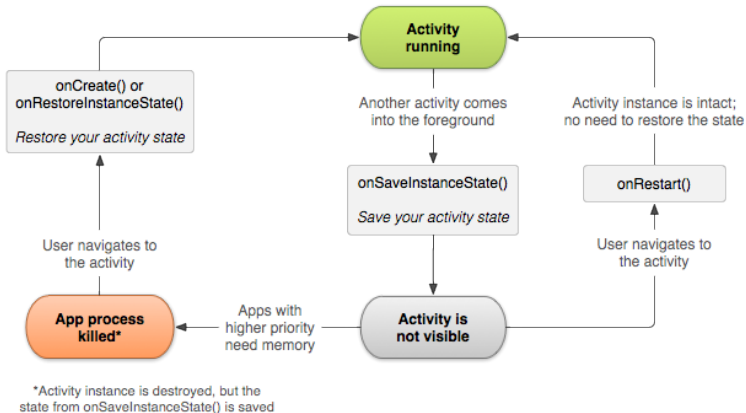 Activity
running
onCreate() or
onRestoreInstanceState()
Restore your activity state
Another activity comes
into the foreground
Activity instance is intact;
no need to restore the state
onSaveInstanceState()
Save your activity state
onRestart()
User navigates to
the activity
User navigates to
the activity
App process
killed*
Apps with
higher priority
need memory
Activity is
not visible
*Activity instance is destroyed, but the
state from onSaveInstanceState() is saved